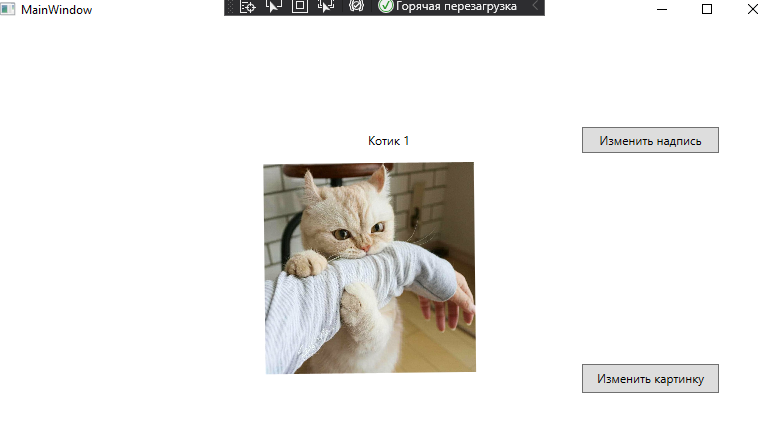 MainWindow
Горячая перезагрузка
Котик 1
Изменить надпись
Изменить картинку